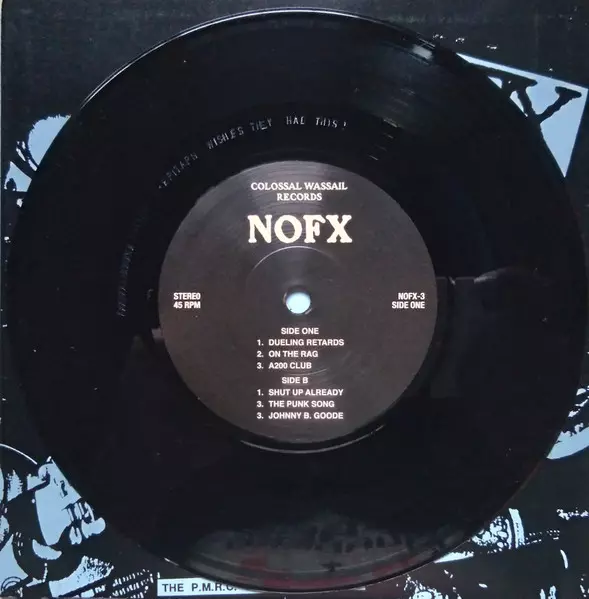 EPITAPH WISHES THEY HAD THIS!
COLOSSAL WASSAIL
RECORDS
NOFX
STEREO
45 RPM
NOFX-3
SIDE ONE
SIDE ONE
1. DUELING RETARDS
2. ON THE RAG
3. A200 CLUB
SIDE B
1. SHUT UP ALREADY
3. THE PUNK SONG
3. JOHNNY B. GOODE
THE P.M.R.C.